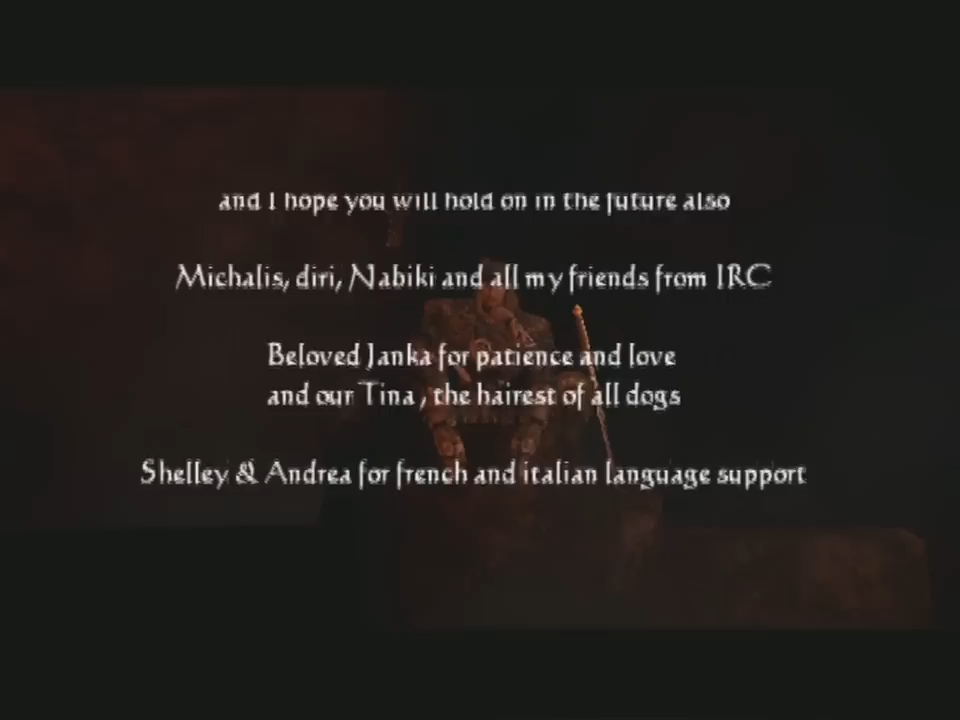 and I hope you will hold on in the future also
Michalis, diri, Nabiki and all my friends from IRC
Beloved Janka for patience and love
and our Tina, the hairest of all dogs
Shelley & Andrea for french and italian language support